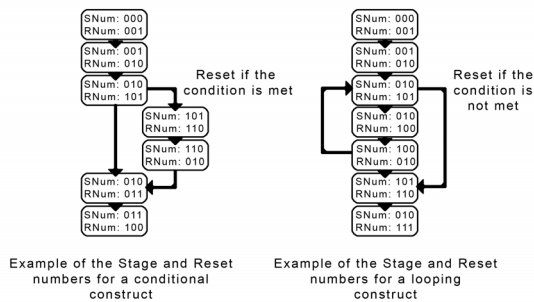 SNum: 000
RNum: 001
SNum: 001
RNum: 010
SNum: 010
RNum: 101
Reset if the
condition is met
SNum: 101
RNum: 110
SNum: 110
RNum: 010
SNum: 010
RNum: 011
SNum: 011
RNum: 100
Example of the Stage and Reset
numbers for a conditional
construct
SNum: 000
RNum: 001
SNum: 001
RNum: 010
SNum: 010
RNum: 101
Reset if the
condition is
not met
SNum: 010
RNum: 100
SNum: 100
RNum: 010
SNum: 101
RNum: 110
SNum: 010
RNum: 111
Example of the Stage and Reset
numbers for a looping
construct